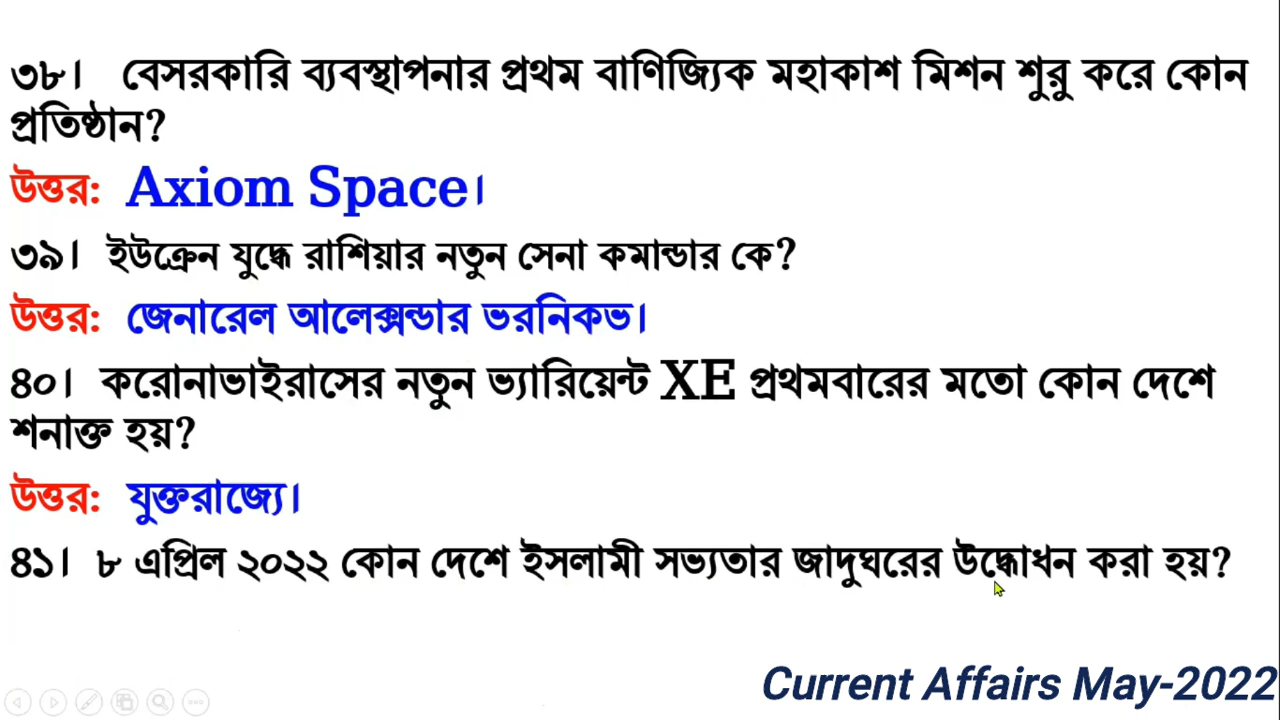 ৩৮। বেসরকারি ব্যবস্থাপনার প্রথম বাণিজ্যিক মহাকাশ মিশন শুরু করে কোন
প্রতিষ্ঠান?
উত্তর: Axiom Space।
৩৯। ইউক্রেন যুদ্ধে রাশিয়ার নতুন সেনা কমান্ডার কে?
উত্তর: জেনারেল আলেক্সন্ডার ভরনিকভ।
৪০। করোনাভাইরাসের নতুন ভ্যারিয়েন্ট XE প্রথমবারের মতো কোন দেশে
শনাক্ত হয়?
উত্তর: যুক্তরাজ্যে।
৪১। ৮ এপ্রিল ২০২২ কোন দেশে ইসলামী সভ্যতার জাদুঘরের উদ্ধোধন করা হয়?
Current Affairs May-2022